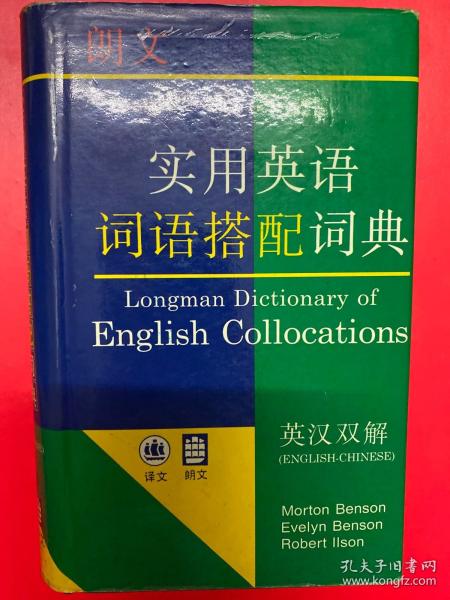 朗文
实用英语
词语搭配词典
Longman Dictionary of
English Collocations
英汉双解
(ENGLISH-CHINESE)
译文
朗文
Morton Benson
Evelyn Benson
Robert Ilson
孔夫子旧书网
www.kongfz.com